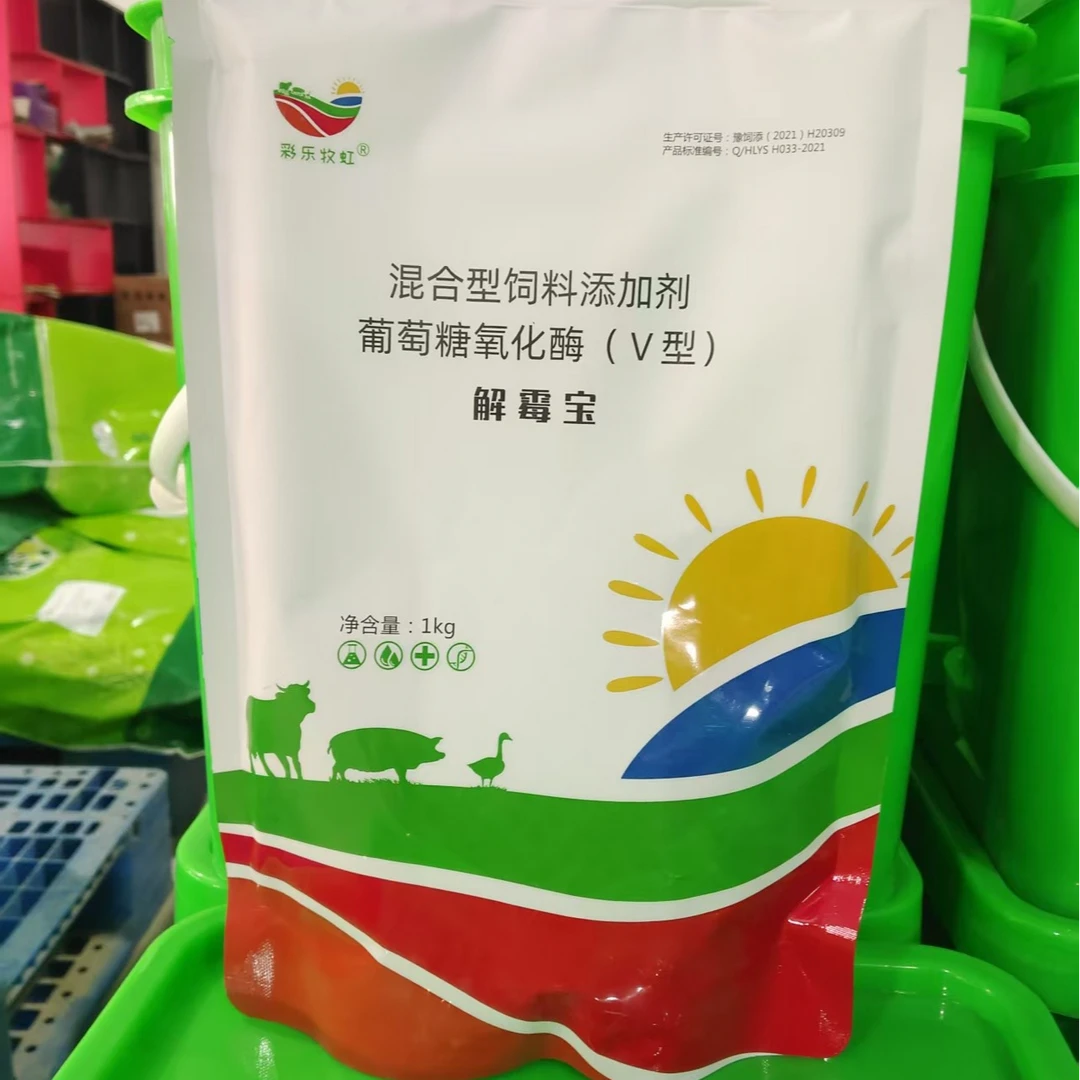 彩乐牧虹®
生产许可证号：豫饲添（2021）H20309
产品标准编号：Q/HLYS H033-2021
混合型饲料添加剂
葡萄糖氧化酶（V型）
解霉宝
净含量：1kg